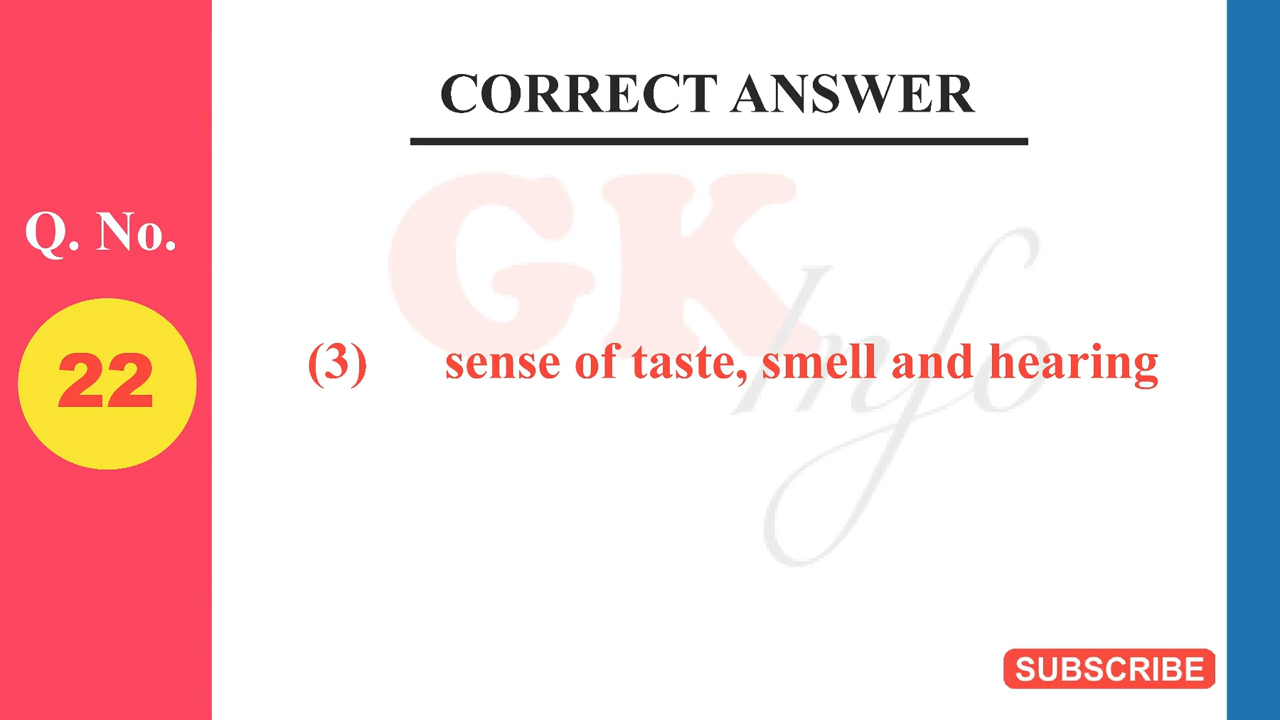 CORRECT ANSWER
Q. No.
22
GK
Info
(3) sense of taste, smell and hearing
SUBSCRIBE